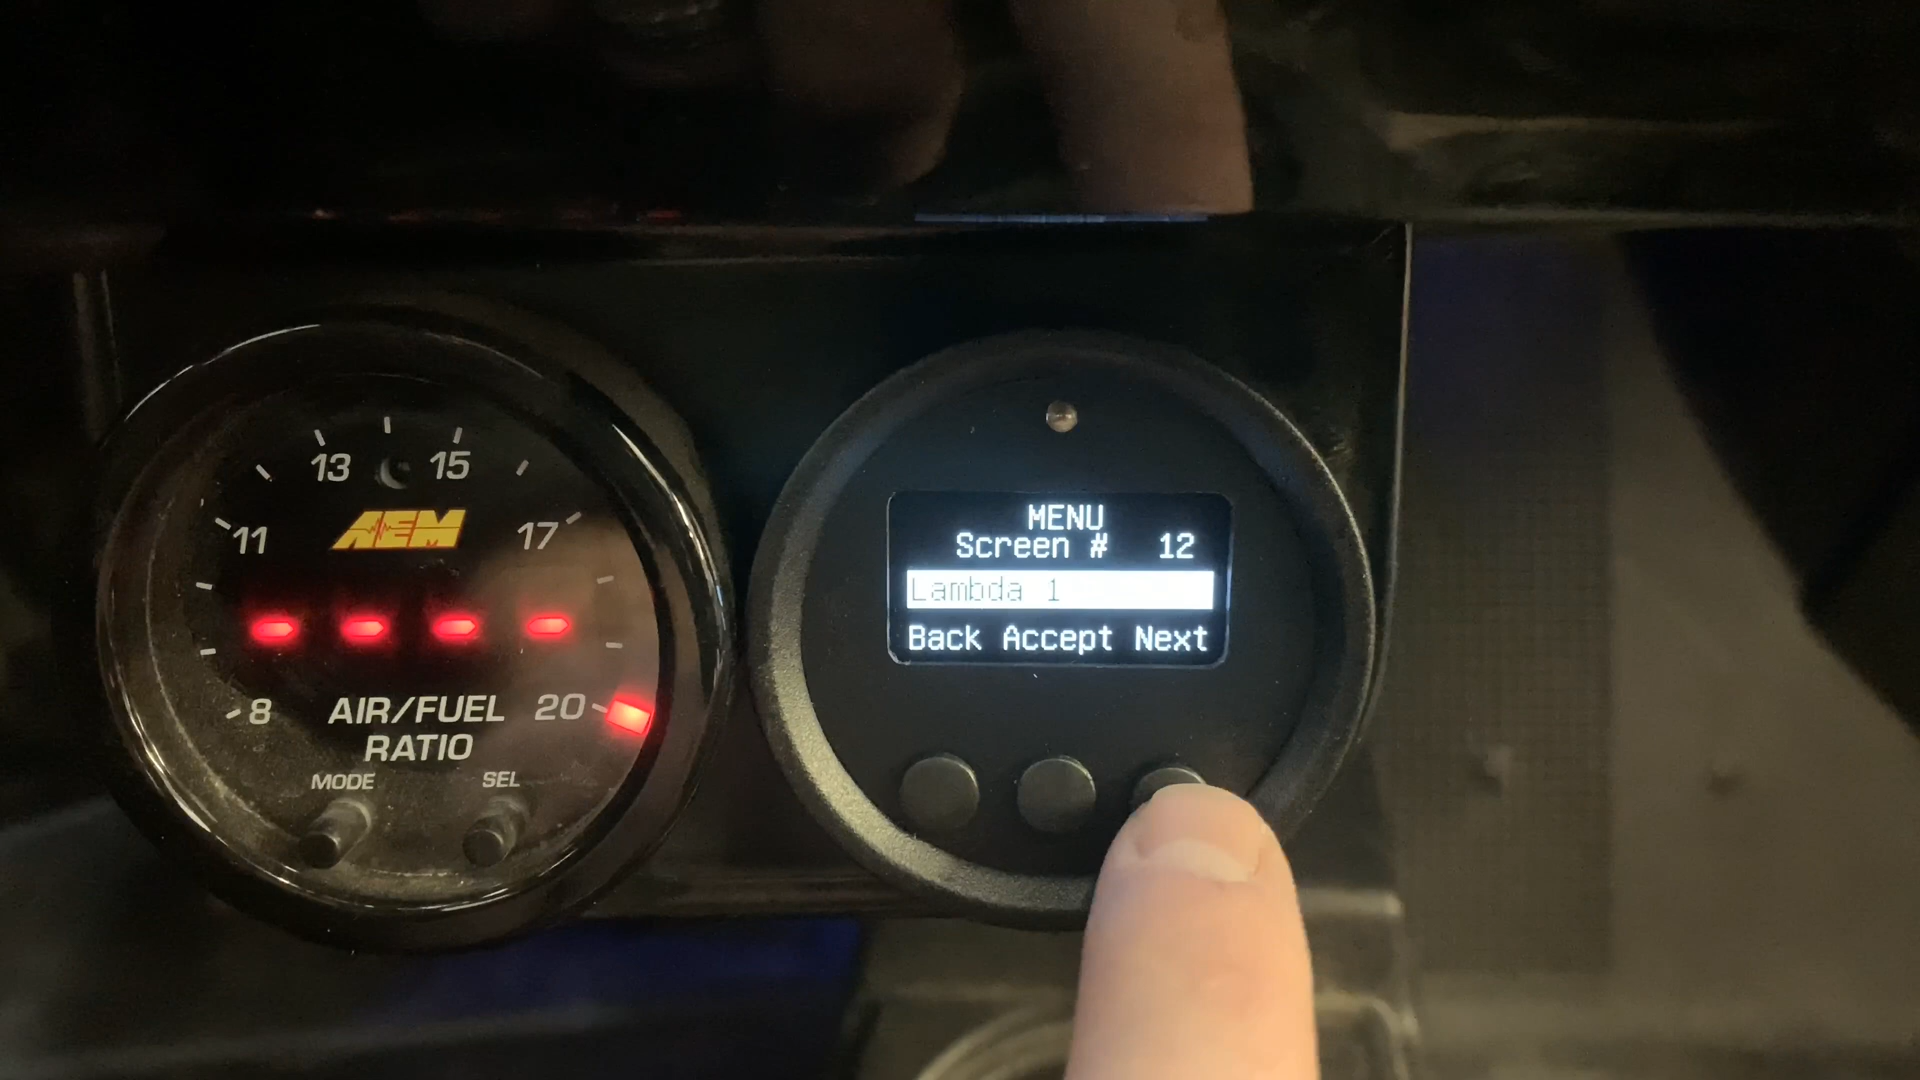 13 15
11 AEM 17
8 AIR/FUEL 20
RATIO
MODE SEL
MENU
Screen # 12
Lambda 1
Back Accept Next